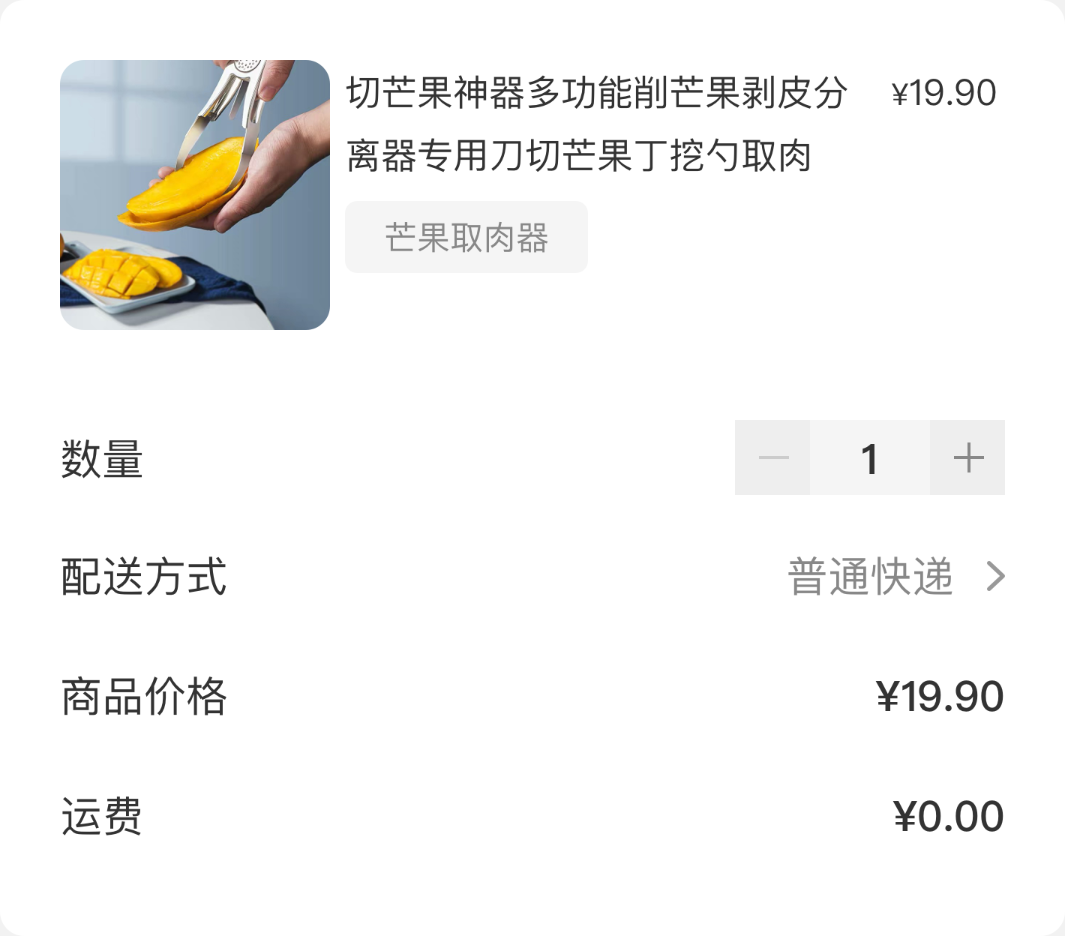 切芒果神器多功能削芒果剥皮分 ¥19.90
离器专用刀切芒果丁挖勺取肉
芒果取肉器
数量 1
配送方式 普通快递
商品价格 ¥19.90
运费 ¥0.00